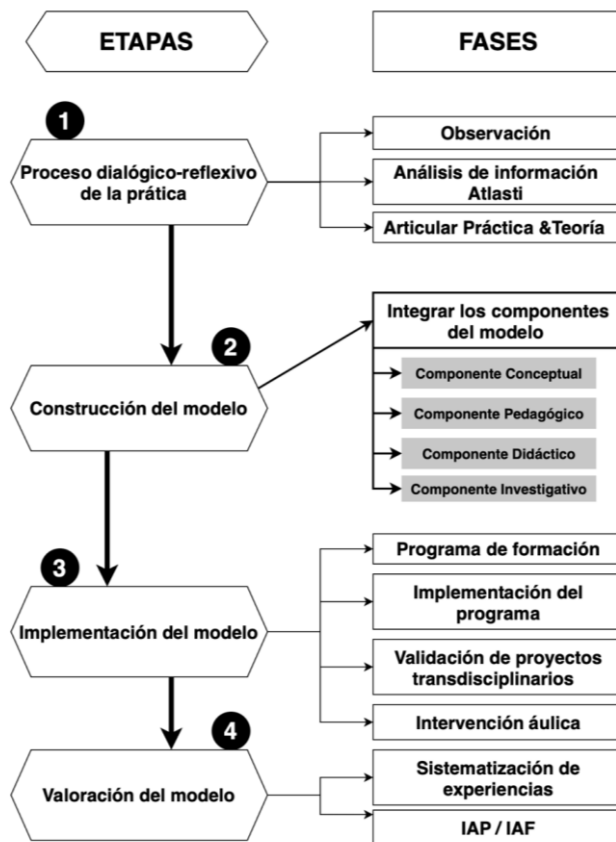 ETAPAS
FASES
1
Proceso dialógico-reflexivo
de la prática
Observación
Análisis de información
Atlasti
Articular Práctica &Teoría
2
Construcción del modelo
Integrar los componentes
del modelo
Componente Conceptual
Componente Pedagógico
Componente Didáctico
Componente Investigativo
3
Implementación del modelo
Programa de formación
Implementación del
programa
Validación de proyectos
transdisciplinarios
Intervención áulica
4
Valoración del modelo
Sistematización de
experiencias
IAP / IAF